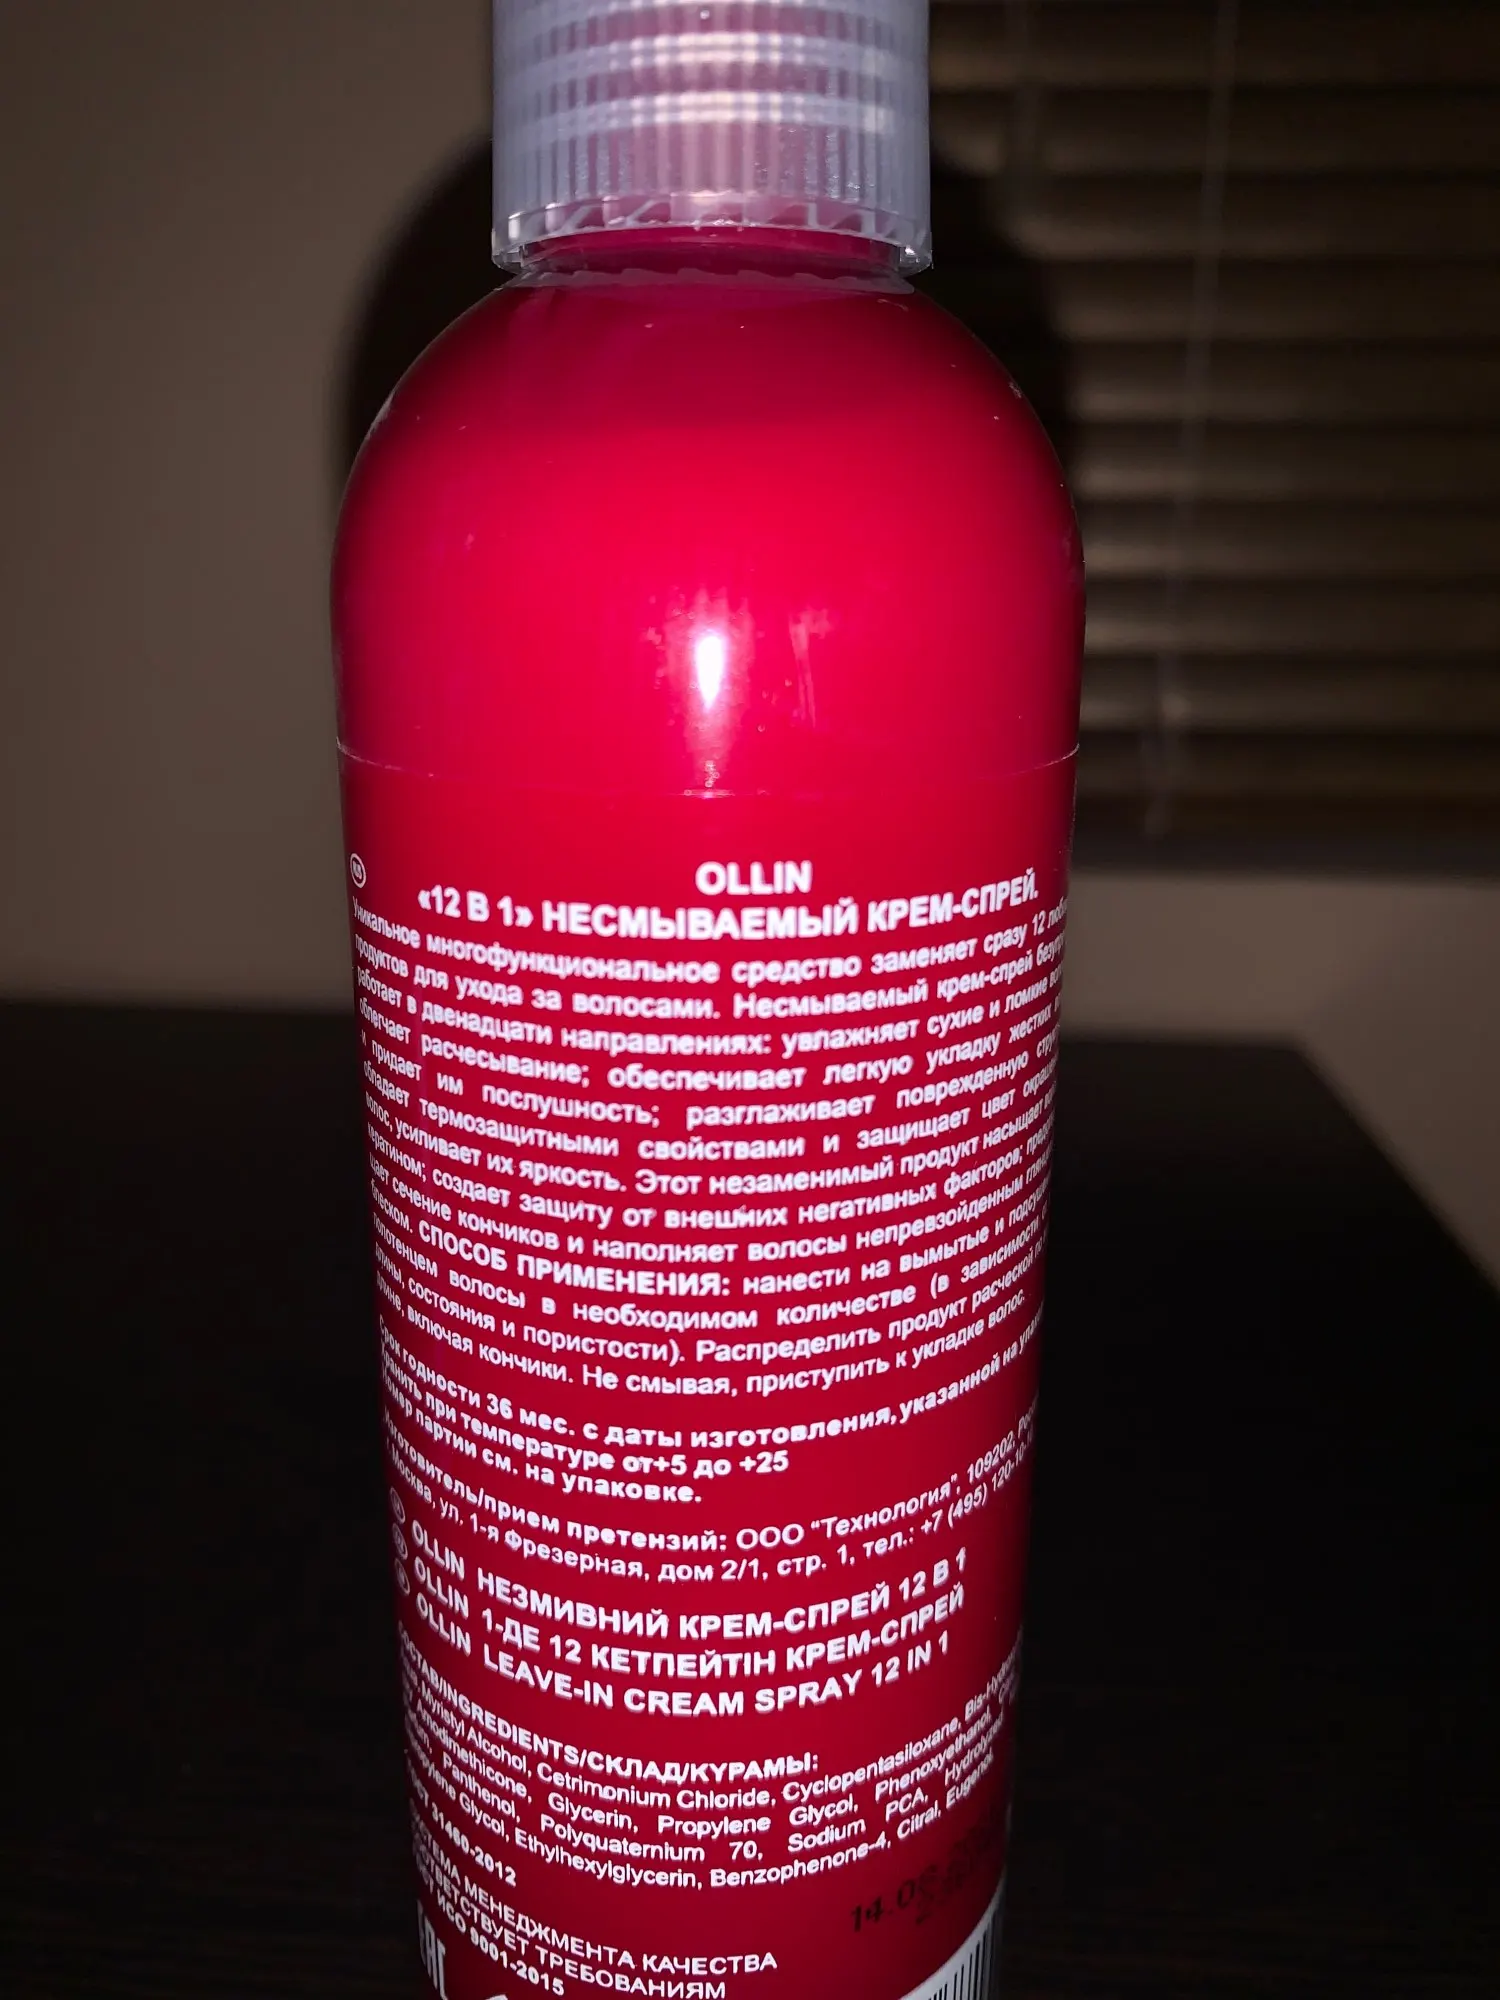 OLLIN
«12 В 1» НЕСМЫВАЕМЫЙ КРЕМ-СПРЕЙ.
Уникальное многофункциональное средство заменяет сразу 12
продуктов для ухода за волосами. Несмываемый крем-спрей
работает в двенадцати направлениях: увлажняет сухие и ломкие
облегчает расчесывание; обеспечивает легкую укладку жестких
и придает им послушность; разглаживает поврежденную
обладает термозащитными свойствами и защищает цвет
волос, усиливает их яркость. Этот незаменимый продукт насыщает
кератином; создает защиту от внешних негативных факторов;
щает сечение кончиков и наполняет волосы непревзойденным
блеском. СПОСОБ ПРИМЕНЕНИЯ: нанести на вымытые и
полотенцем волосы в необходимом количестве (в зависимости
длины, состояния и пористости). Распределить продукт расческой
длине, включая кончики. Не смывая, приступить к укладке волос.
Срок годности 36 мес. с даты изготовления, указанной на
Хранить при температуре от+5 до +25
Номер партии см. на упаковке.
Изготовитель/прием претензий: ООО "Технология", 109202,
г. Москва, ул. 1-я Фрезерная, дом 2/1, стр. 1, тел.: +7 (495)
OLLIN НЕЗМИВНИЙ КРЕМ-СПРЕЙ 12 В 1
OLLIN 1-ДЕ 12 КЕТПЕЙТІН КРЕМ-СПРЕЙ
OLLIN LEAVE-IN CREAM SPRAY 12 IN 1
СОСТАВ/INGREDIENTS/СКЛАД/ҚҰРАМЫ:
Myristyl Alcohol, Cetrimonium Chloride, Cyclopentasiloxane,
Amodimethicone, Glycerin, Propylene Glycol, Phenoxyethanol,
Panthenol, Polyquaternium 70, Sodium PCA, Hydrolyzed
Propylene Glycol, Ethylhexylglycerin, Benzophenone-4, Citral, Eugenol
31460-2012
СИСТЕМА МЕНЕДЖМЕНТА КАЧЕСТВА
СООТВЕТСТВУЕТ ТРЕБОВАНИЯМ
ИСО 9001-2015